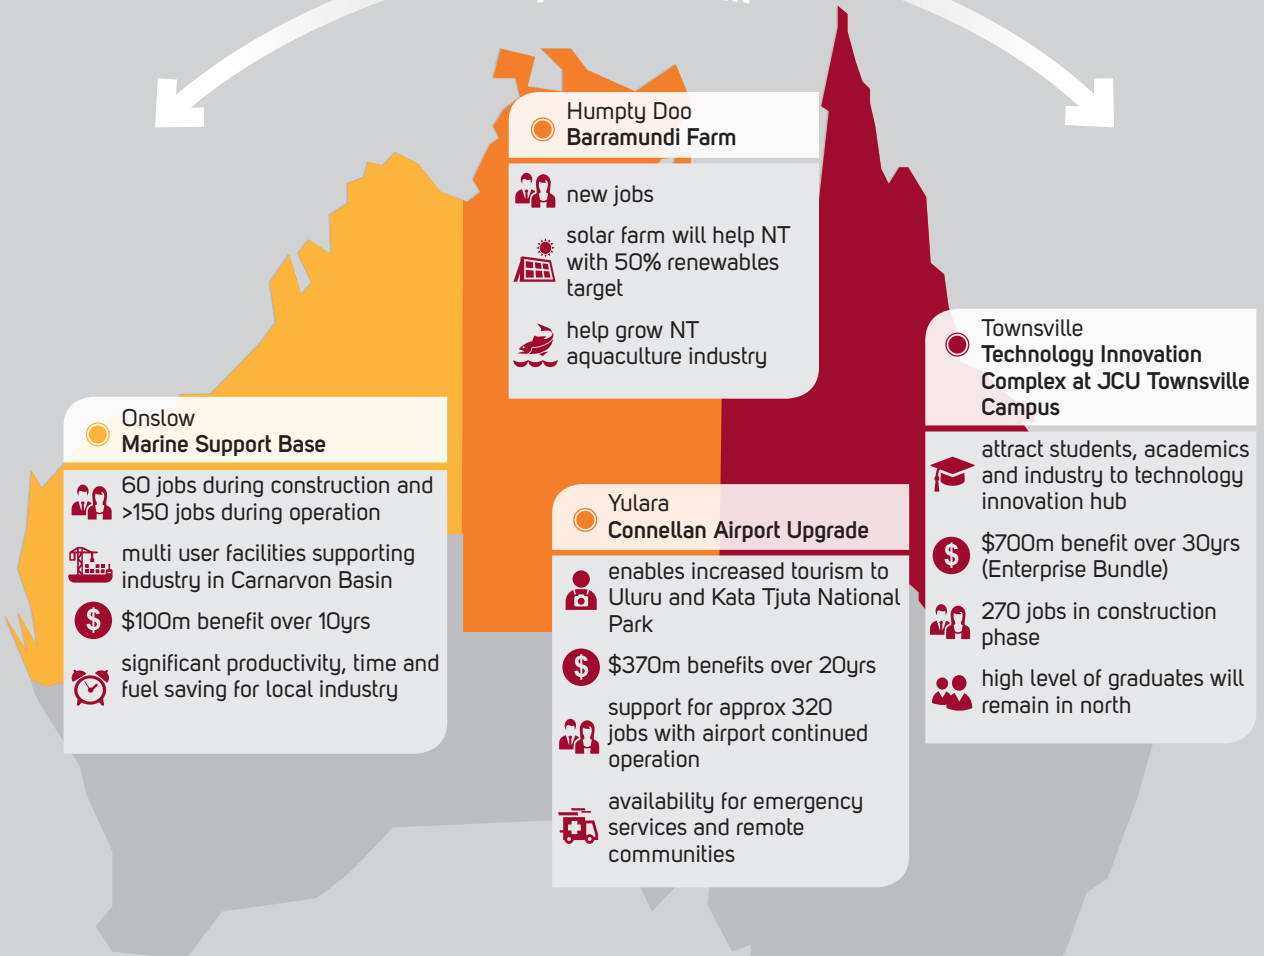 Humpty Doo
Barramundi Farm
new jobs
solar farm will help NT
with 50% renewables
target
help grow NT
aquaculture industry
Townsville
Technology Innovation
Complex at JCU Townsville
Campus
attract students, academics
and industry to technology
innovation hub
$700m benefit over 30yrs
(Enterprise Bundle)
270 jobs in construction
phase
high level of graduates will
remain in north
Onslow
Marine Support Base
60 jobs during construction and
>150 jobs during operation
multi user facilities supporting
industry in Carnarvon Basin
$ $100m benefit over 10yrs
significant productivity, time and
fuel saving for local industry
Yulara
Connellan Airport Upgrade
enables increased tourism to
Uluru and Kata Tjuta National
Park
$ $370m benefits over 20yrs
support for approx 320
jobs with airport continued
operation
availability for emergency
services and remote
communities